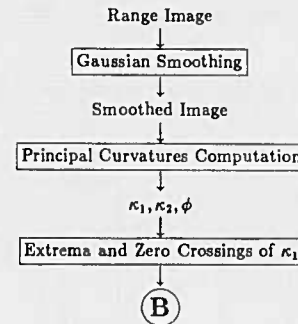 Range Image
Gaussian Smoothing
Smoothed Image
Principal Curvatures Computation
κ₁, κ₂, ϕ
Extrema and Zero Crossings of κ₁
B